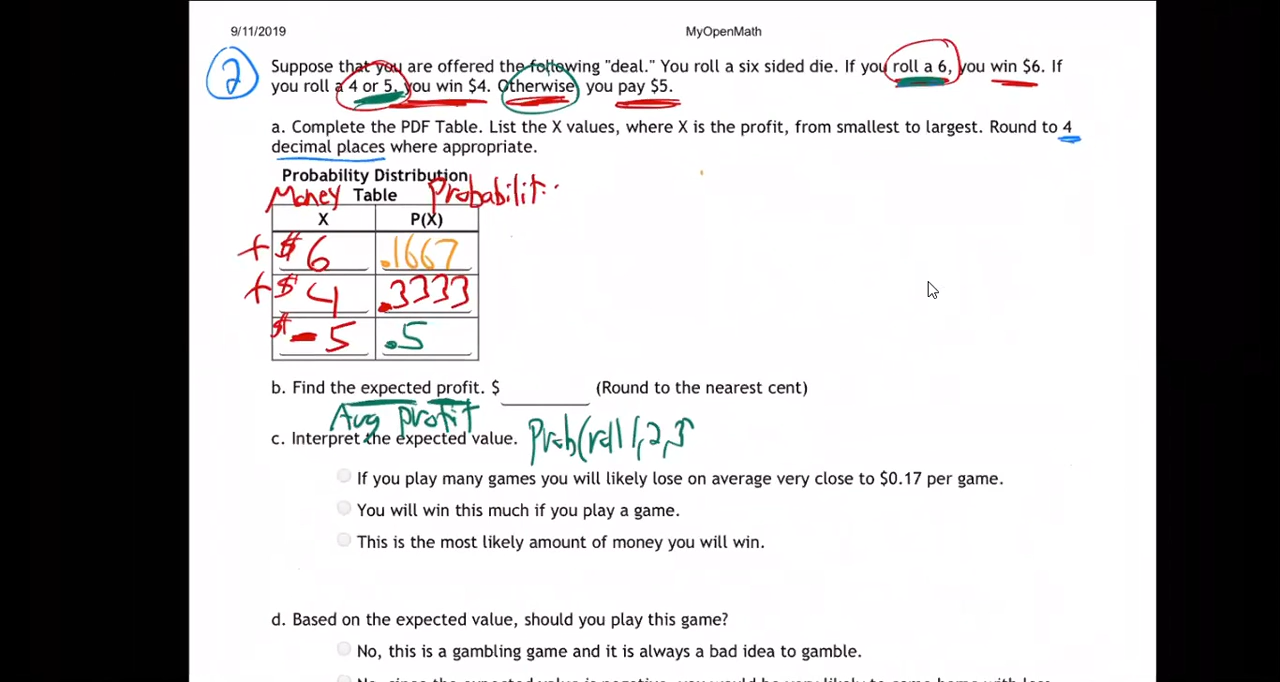 9/11/2019
MyOpenMath
2
Suppose that you are offered the following "deal." You roll a six sided die. If you roll a 6, you win $6. If
you roll a 4 or 5, you win $4. Otherwise you pay $5.
a. Complete the PDF Table. List the X values, where X is the profit, from smallest to largest. Round to 4
decimal places where appropriate.
Probability Distribution
Money Table Probabilit
X P(X)
+$6 .1667
+$4 .3333
$-5 .5
b. Find the expected profit. $ ________ (Round to the nearest cent)
Avg profit
c. Interpret the expected value. Prob(roll 1,2,3
If you play many games you will likely lose on average very close to $0.17 per game.
You will win this much if you play a game.
This is the most likely amount of money you will win.
d. Based on the expected value, should you play this game?
No, this is a gambling game and it is always a bad idea to gamble.